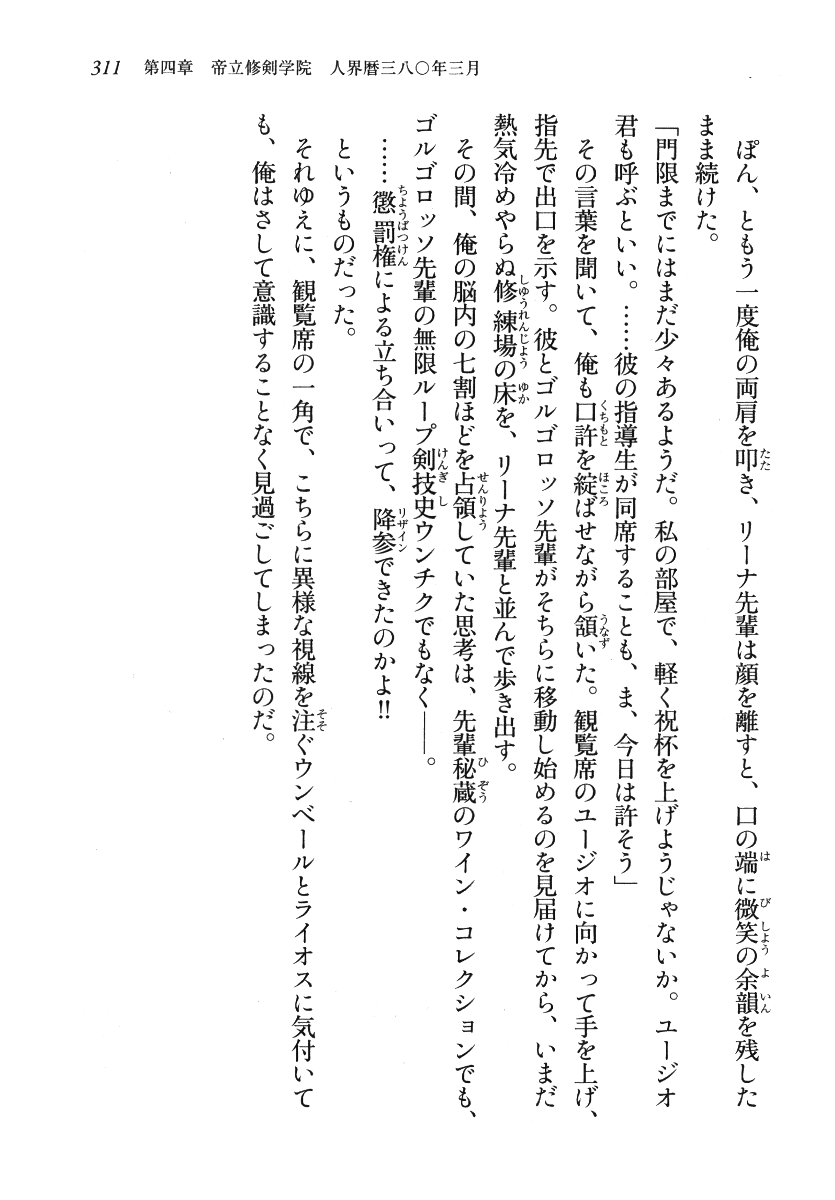 311 第四章 帝立修剣学院 人界暦三八〇年三月
ぽん、ともう一度俺の両肩を叩き、リーナ先輩は顔を離すと、口の端に微笑の余韻を残した
まま続けた。
「門限までにはまだ少々あるようだ。私の部屋で、軽く祝杯を上げようじゃないか。ユージオ
君も呼ぶといい。……彼の指導生が同席することも、ま、今日は許そう」
その言葉を聞いて、俺も口許を綻ばせながら頷いた。観覧席のユージオに向かって手を上げ、
指先で出口を示す。彼とゴルゴロッソ先輩がそちらに移動し始めるのを見届けてから、いまだ
熱気冷めやらぬ修練場の床を、リーナ先輩と並んで歩き出す。
その間、俺の脳内の七割ほどを占領していた思考は、先輩秘蔵のワイン・コレクションでも、
ゴルゴロッソ先輩の無限ループ剣技史ウンチクでもなく――。
……懲罰権による立ち合いって、降参できたのかよ!!
というものだった。
それゆえに、観覧席の一角で、こちらに異様な視線を注ぐウンベールとライオスに気付いて
も、俺はさして意識することなく見過ごしてしまったのだ。